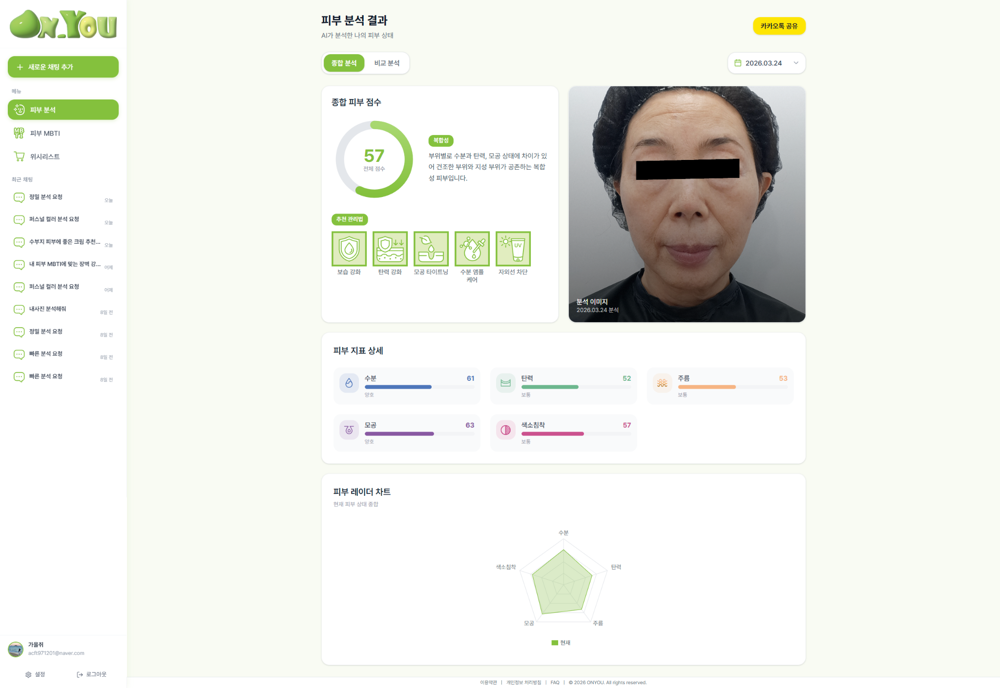 ON_YOU
새로운 채팅 추가
메뉴
피부 분석
MBTI
피부 MBTI
위시리스트
최근 채팅
정밀 분석 요청
오늘
퍼스널 컬러 분석 요청
오늘
수부지 피부에 좋은 크림 추천...
오늘
내 피부 MBTI에 맞는 장벽 강...
어제
퍼스널 컬러 분석 요청
어제
내사진 분석해줘
8일 전
정밀 분석 요청
8일 전
빠른 분석 요청
8일 전
빠른 분석 요청
8일 전
가을쥐
acft971201@naver.com
설정
로그아웃
피부 분석 결과
AI가 분석한 나의 피부 상태
카카오톡 공유
종합 분석
비교 분석
2026.03.24
종합 피부 점수
57
전체 점수
복합성
부위별로 수분과 탄력, 모공 상태에 차이가 있
어 건조한 부위와 지성 부위가 공존하는 복합
성 피부입니다.
추천 관리법
UV
보습 강화
탄력 강화
모공 타이트닝
수분 앰플
케어
자외선 차단
분석 이미지
2026.03.24 분석
피부 지표 상세
수분 61
양호
탄력 52
보통
주름 53
보통
모공 63
양호
색소침착 57
보통
피부 레이더 차트
현재 피부 상태 종합
수분
색소침착
탄력
모공
주름
현재
이용약관 | 개인정보 처리방침 | FAQ | © 2026 ONYOU. All rights reserved.